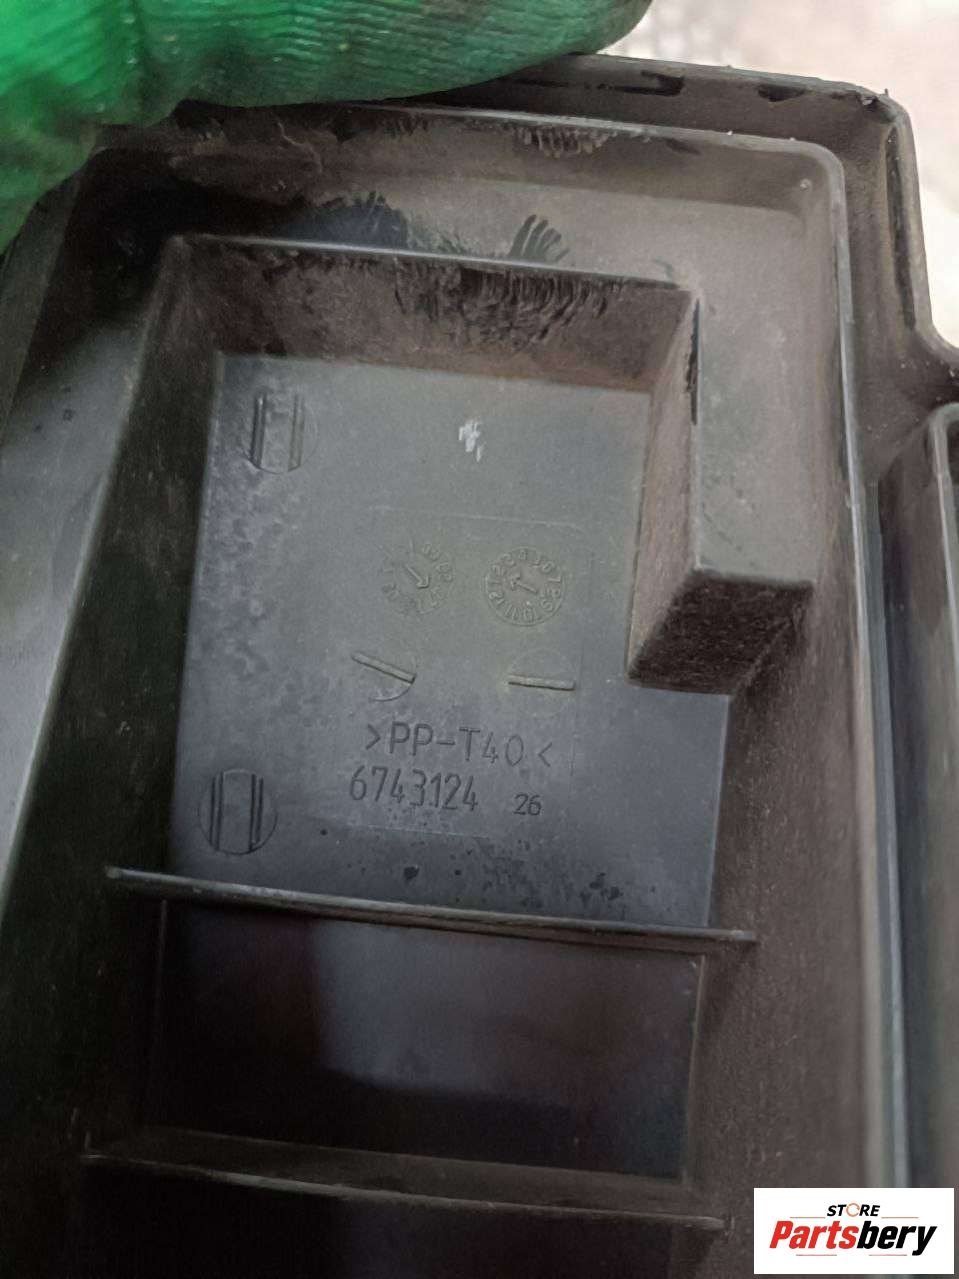 >PP-T40<
6743124 26
STORE
Partsbery